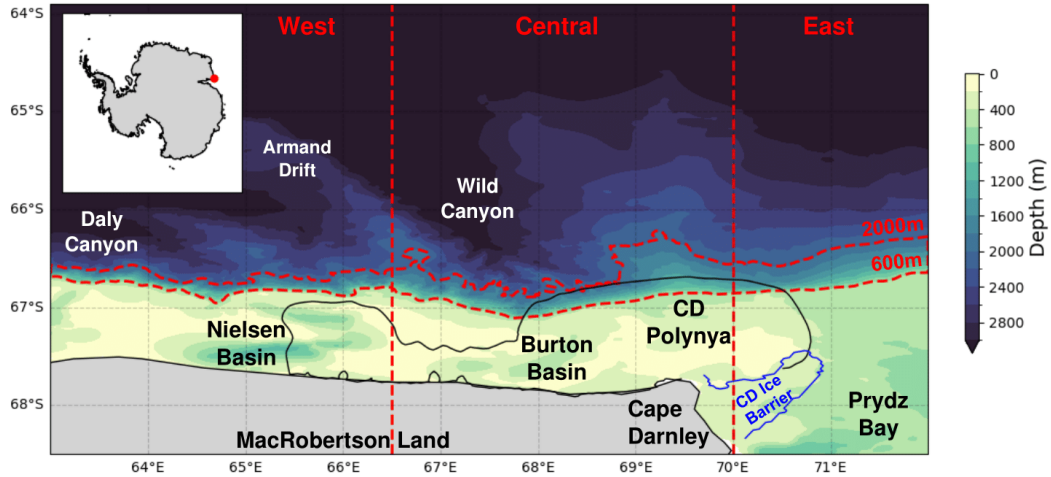 64°S
65°S
66°S
67°S
68°S
West
Central
East
Armand
Drift
Wild
Canyon
Daly
Canyon
2000m
600m
Nielsen
Basin
Burton
Basin
CD
Polynya
CD Ice
Barrier
Cape
Darnley
Prydz
Bay
MacRobertson Land
64°E
65°E
66°E
67°E
68°E
69°E
70°E
71°E
0
400
800
1200
1600
2000
2400
2800
Depth (m)